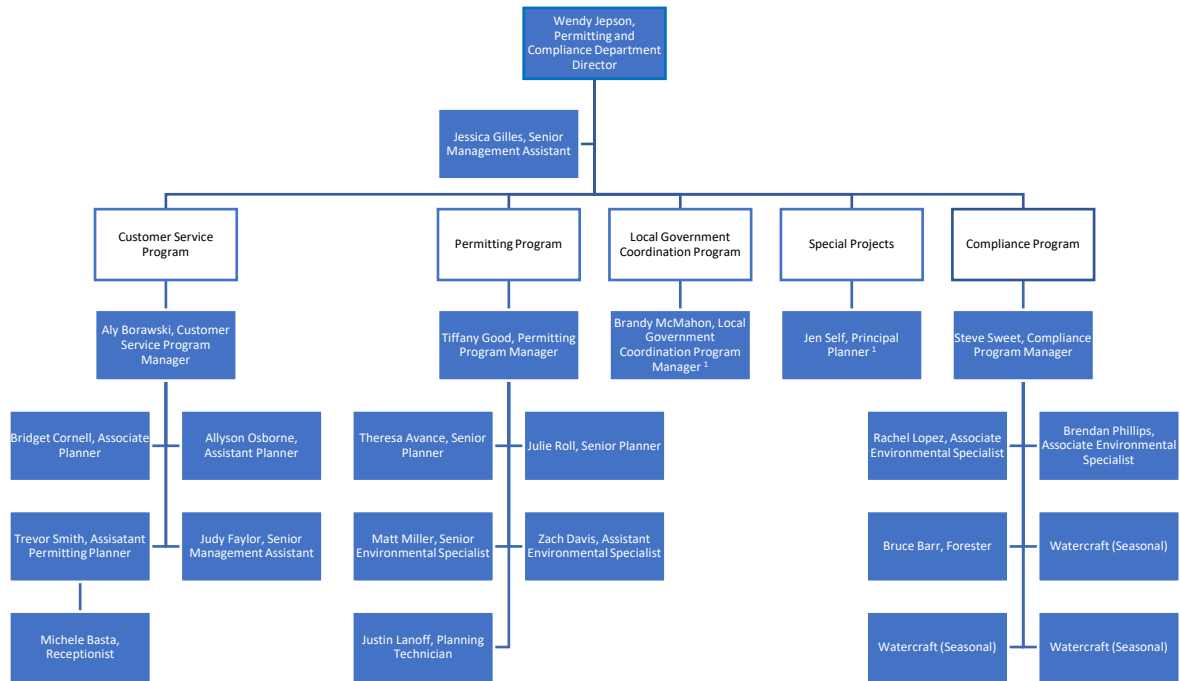 Wendy Jepson,
Permitting and
Compliance Department
Director
Jessica Gilles, Senior
Management Assistant
Customer Service
Program
Permitting Program
Local Government
Coordination Program
Special Projects
Compliance Program
Aly Borawski, Customer
Service Program
Manager
Tiffany Good, Permitting
Program Manager
Brandy McMahon, Local
Government
Coordination Program
Manager ¹
Jen Self, Principal
Planner ¹
Steve Sweet, Compliance
Program Manager
Bridget Cornell, Associate
Planner
Allyson Osborne,
Assistant Planner
Theresa Avance, Senior
Planner
Julie Roll, Senior Planner
Rachel Lopez, Associate
Environmental Specialist
Brendan Phillips,
Associate Environmental
Specialist
Trevor Smith, Assisatant
Permitting Planner
Judy Faylor, Senior
Management Assistant
Matt Miller, Senior
Environmental Specialist
Zach Davis, Assistant
Environmental Specialist
Bruce Barr, Forester
Watercraft (Seasonal)
Michele Basta,
Receptionist
Justin Lanoff, Planning
Technician
Watercraft (Seasonal)
Watercraft (Seasonal)